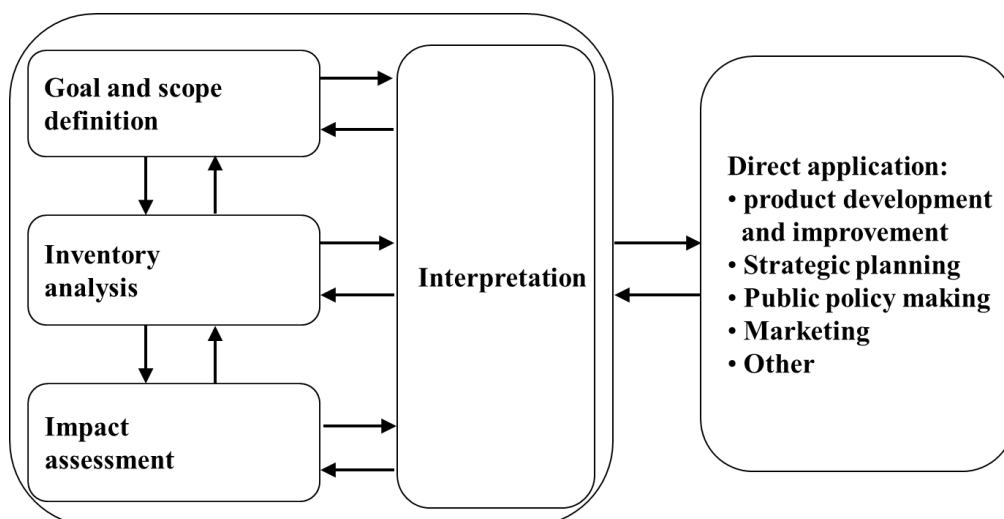 Goal and scope
definition
Inventory
analysis
Impact
assessment
Interpretation
Direct application:
• product development
and improvement
• Strategic planning
• Public policy making
• Marketing
• Other